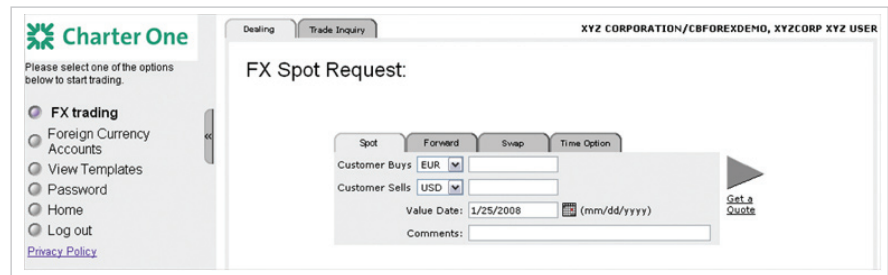 Charter One
Please select one of the options
below to start trading.
FX trading
Foreign Currency
Accounts
View Templates
Password
Home
Log out
Privacy Policy
«
Dealing Trade Inquiry XYZ CORPORATION/CBFOREXDEMO, XYZCORP XYZ USER
FX Spot Request:
Spot Forward Swap Time Option
Customer Buys EUR
Customer Sells USD
Value Date: 1/25/2008 (mm/dd/yyyy)
Comments:
Get a
Quote